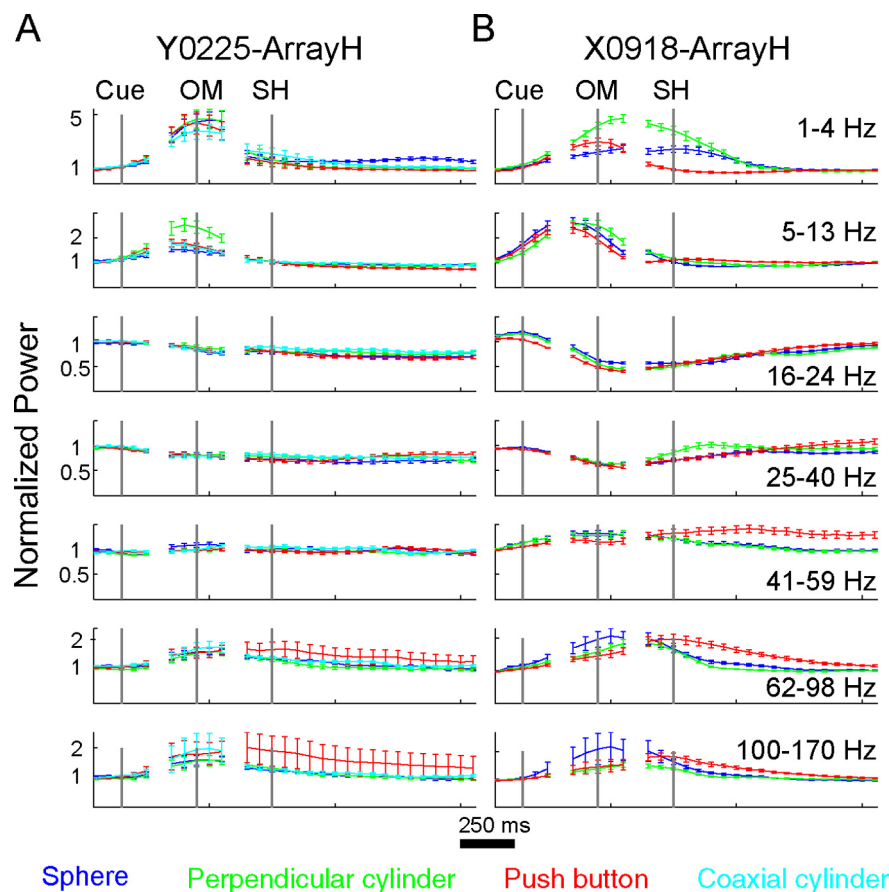 A
B
Y0225-ArrayH
X0918-ArrayH
Cue OM SH
Cue OM SH
5
1
1-4 Hz
2
1
5-13 Hz
1
0.5
16-24 Hz
1
0.5
25-40 Hz
1
0.5
41-59 Hz
2
1
62-98 Hz
2
1
100-170 Hz
Normalized Power
250 ms
Sphere Perpendicular cylinder Push button Coaxial cylinder